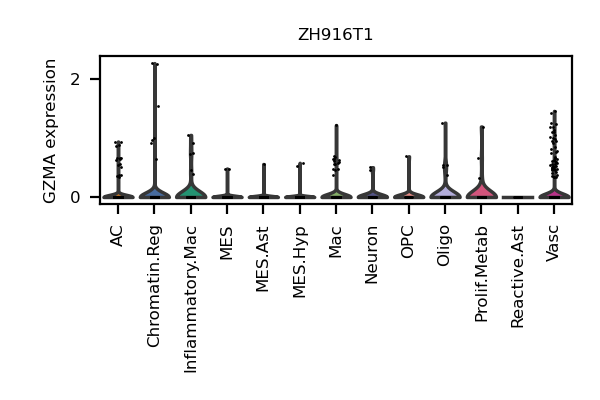 ZH916T1
GZMA expression
2
0
AC
Chromatin.Reg
Inflammatory.Mac
MES
MES.Ast
MES.Hyp
Mac
Neuron
OPC
Oligo
Prolif.Metab
Reactive.Ast
Vasc